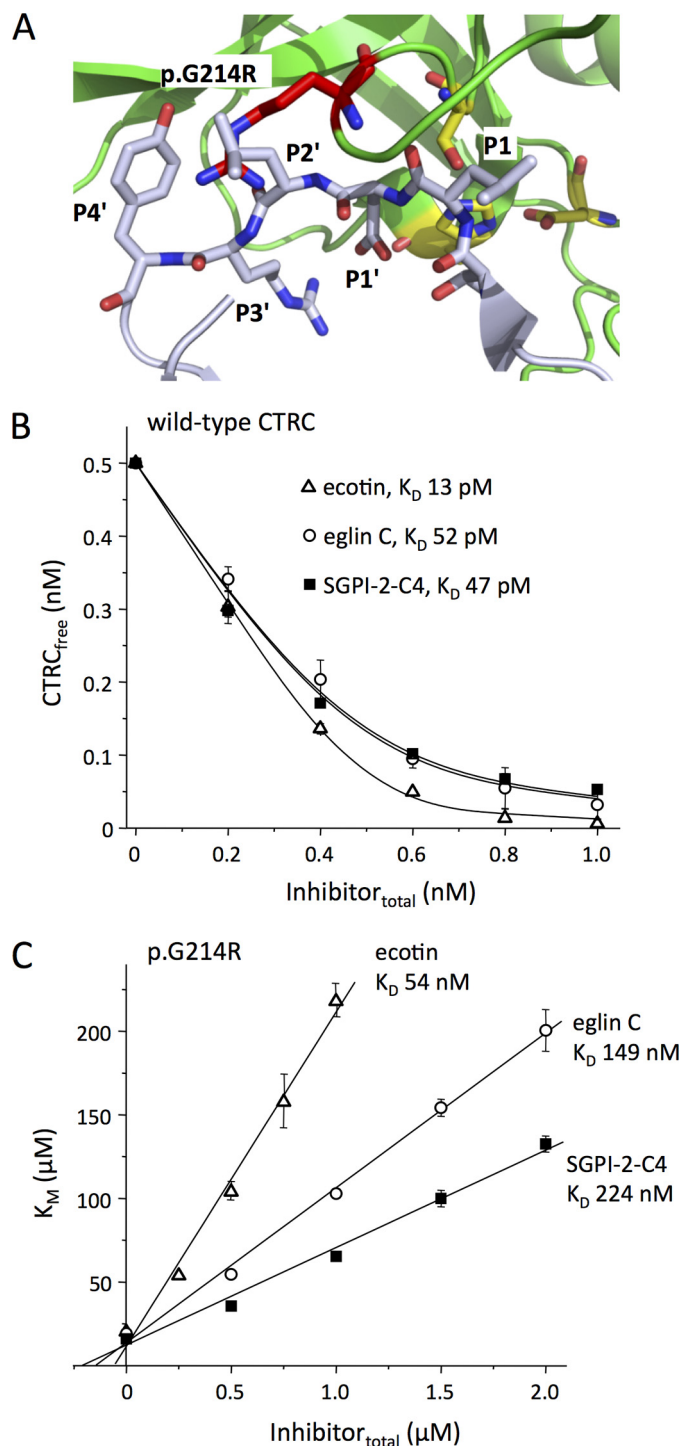 A
p.G214R
P2'
P1
P4'
P1'
P3'
B
wild-type CTRC
0.5
0.4
0.3
0.2
0.1
0
CTRCfree (nM)
ecotin, KD 13 pM
eglin C, KD 52 pM
SGPI-2-C4, KD 47 pM
0 0.2 0.4 0.6 0.8 1.0
Inhibitortotal (nM)
C
p.G214R
ecotin
KD 54 nM
eglin C
KD 149 nM
SGPI-2-C4
KD 224 nM
200
150
100
50
KM (μM)
0 0.5 1.0 1.5 2.0
Inhibitortotal (μM)